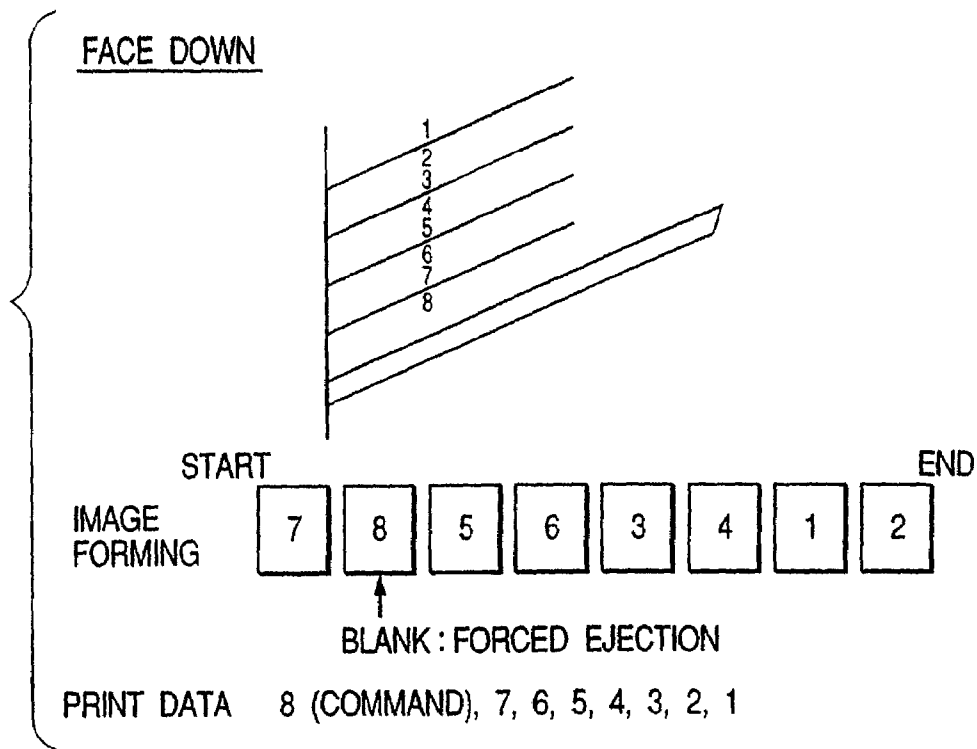 FACE DOWN
1
2
3
4
5
6
7
8
START END
IMAGE FORMING 7 8 5 6 3 4 1 2
BLANK : FORCED EJECTION
PRINT DATA 8 (COMMAND), 7, 6, 5, 4, 3, 2, 1